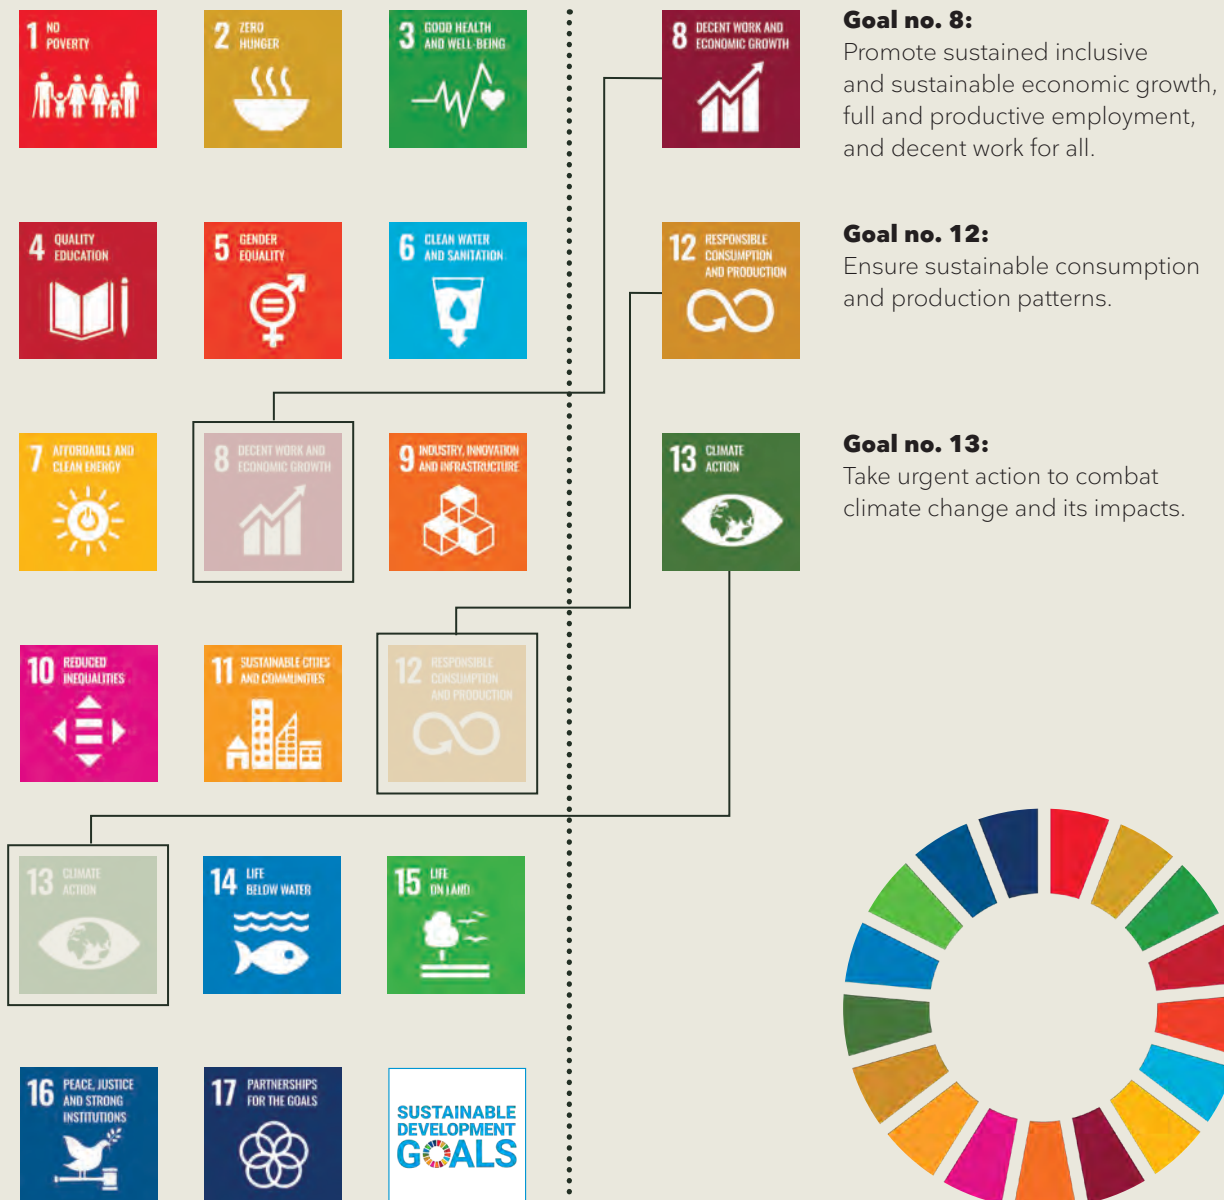 1 NO
POVERTY
2 ZERO
HUNGER
3 GOOD HEALTH
AND WELL-BEING
4 QUALITY
EDUCATION
5 GENDER
EQUALITY
6 CLEAN WATER
AND SANITATION
7 AFFORDABLE AND
CLEAN ENERGY
8 DECENT WORK AND
ECONOMIC GROWTH
9 INDUSTRY, INNOVATION
AND INFRASTRUCTURE
10 REDUCED
INEQUALITIES
11 SUSTAINABLE CITIES
AND COMMUNITIES
12 RESPONSIBLE
CONSUMPTION
AND PRODUCTION
13 CLIMATE
ACTION
14 LIFE
BELOW WATER
15 LIFE
ON LAND
16 PEACE, JUSTICE
AND STRONG
INSTITUTIONS
17 PARTNERSHIPS
FOR THE GOALS
SUSTAINABLE
DEVELOPMENT
GOALS
8 DECENT WORK AND
ECONOMIC GROWTH
Goal no. 8:
Promote sustained inclusive
and sustainable economic growth,
full and productive employment,
and decent work for all.
12 RESPONSIBLE
CONSUMPTION
AND PRODUCTION
Goal no. 12:
Ensure sustainable consumption
and production patterns.
13 CLIMATE
ACTION
Goal no. 13:
Take urgent action to combat
climate change and its impacts.